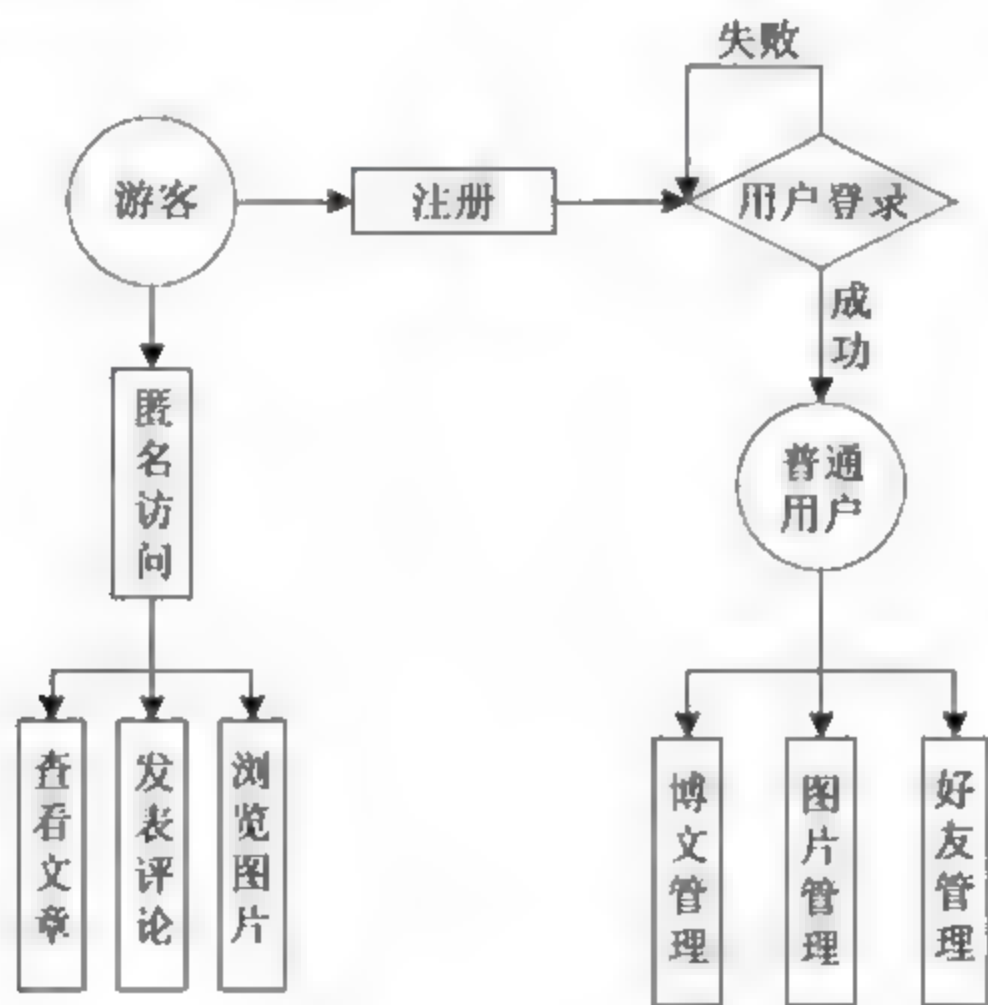 失败
游客
注册
用户登录
成功
匿名访问
普通
用户
查看文章
发表评论
浏览图片
博文管理
图片管理
好友管理